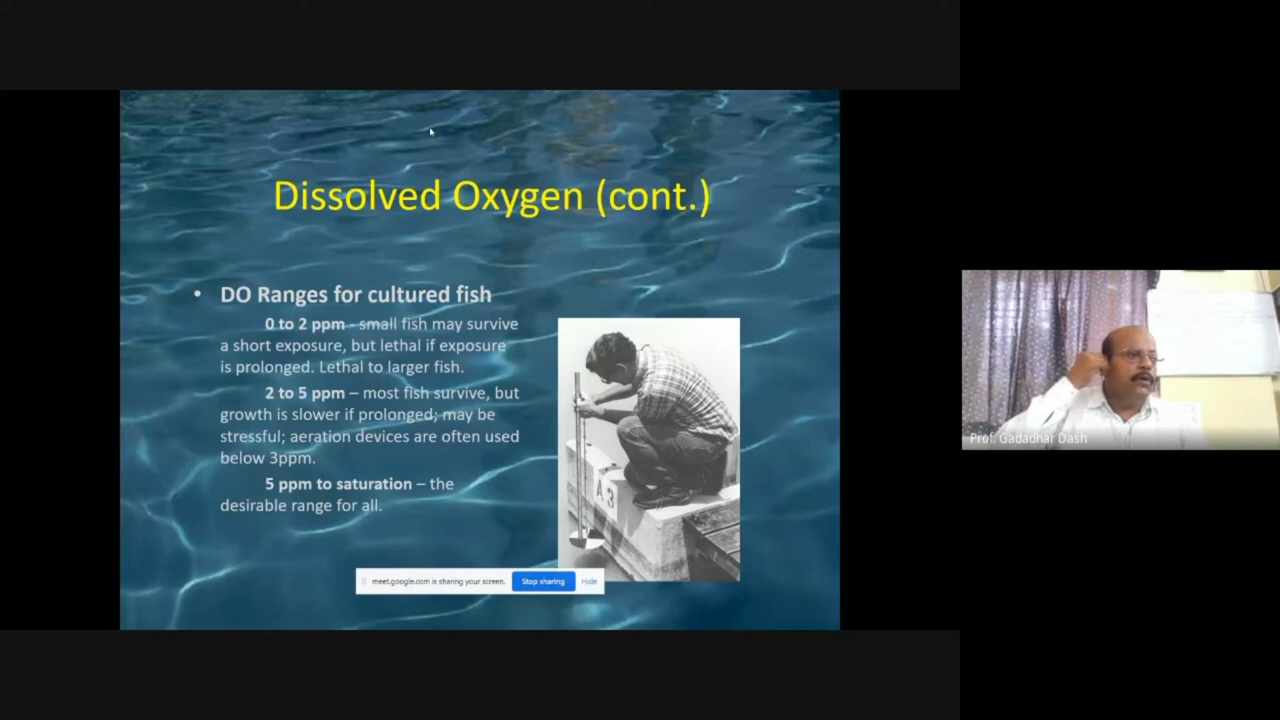 Dissolved Oxygen (cont.)
• DO Ranges for cultured fish
0 to 2 ppm - small fish may survive
a short exposure, but lethal if exposure
is prolonged. Lethal to larger fish.
2 to 5 ppm – most fish survive, but
growth is slower if prolonged; may be
stressful; aeration devices are often used
below 3ppm.
5 ppm to saturation – the
desirable range for all.
A 3
meet.google.com is sharing your screen. Stop sharing Hide
Prof. Gadadhar Dash